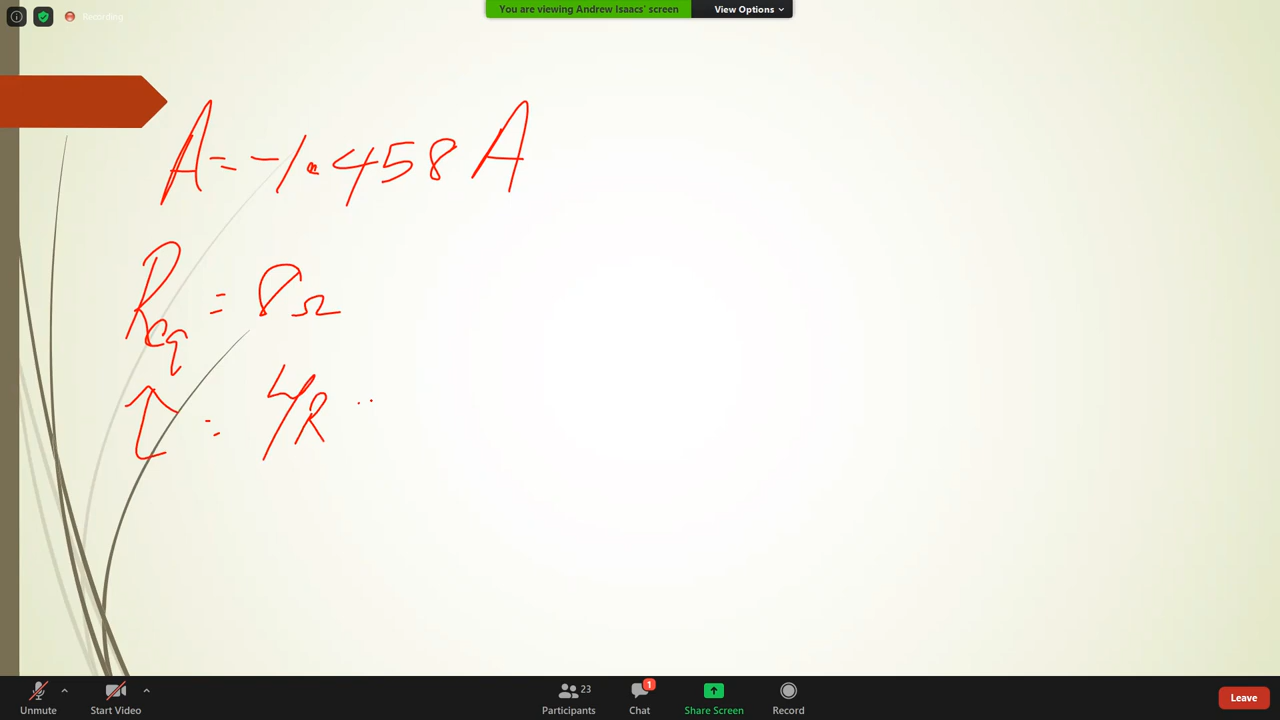 Recording
You are viewing Andrew Isaacs' screen
View Options
A = -1.458 A
Req = 8Ω
τ = L/R =
Unmute
Start Video
23
Participants
1
Chat
Share Screen
Record
Leave